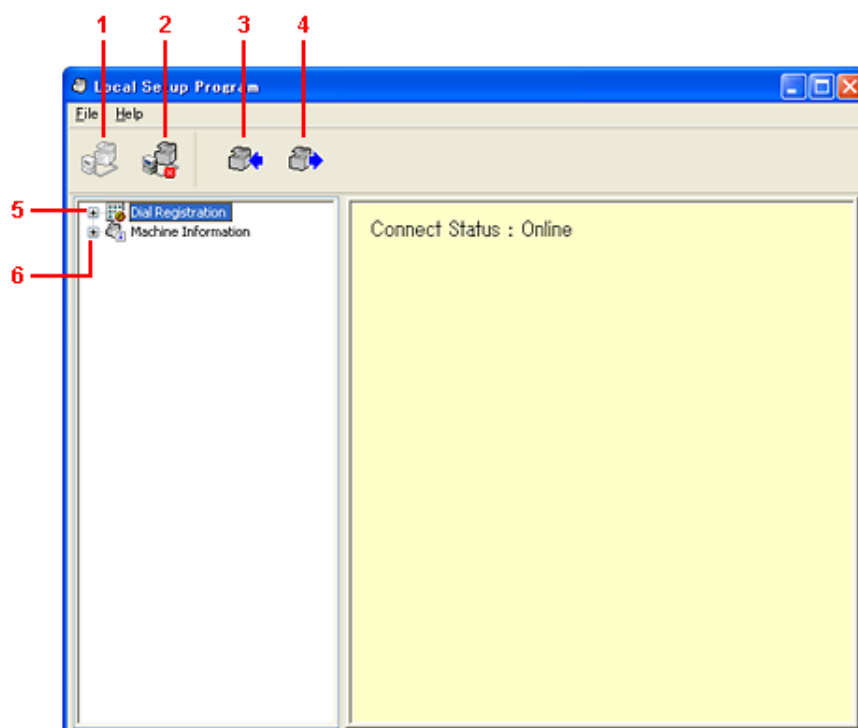 1 2 3 4
Local Setup Program
File Help
5
Dial Registration
Machine Information
6
Connect Status : Online